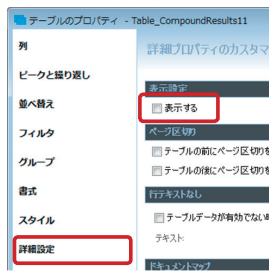 テーブルのプロパティ - Table_CompoundResults11
列
ピークと繰り返し
並べ替え
フィルタ
グループ
書式
スタイル
詳細設定
詳細プロパティのカスタマ
表示設定
表示する
ページ区切り
テーブルの前にページ区切りを
テーブルの後にページ区切りを
行テキストなし
テーブルデータが有効でない
テキスト:
ドキュメントマップ